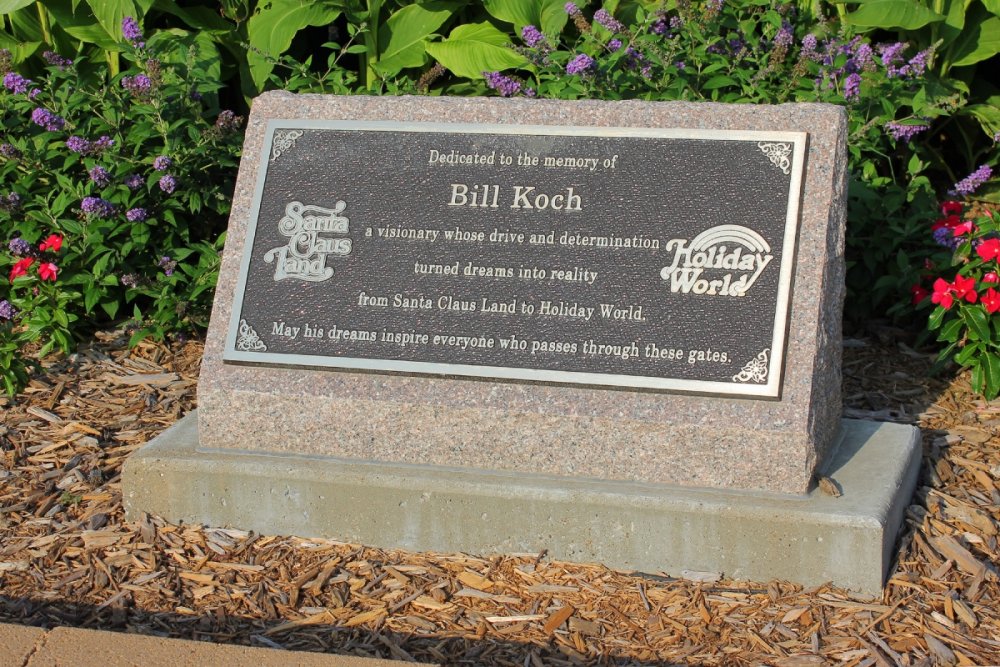 Dedicated to the memory of
Bill Koch
Santa
Claus
Land
a visionary whose drive and determination
Holiday
World
turned dreams into reality
from Santa Claus Land to Holiday World.
May his dreams inspire everyone who passes through these gates.